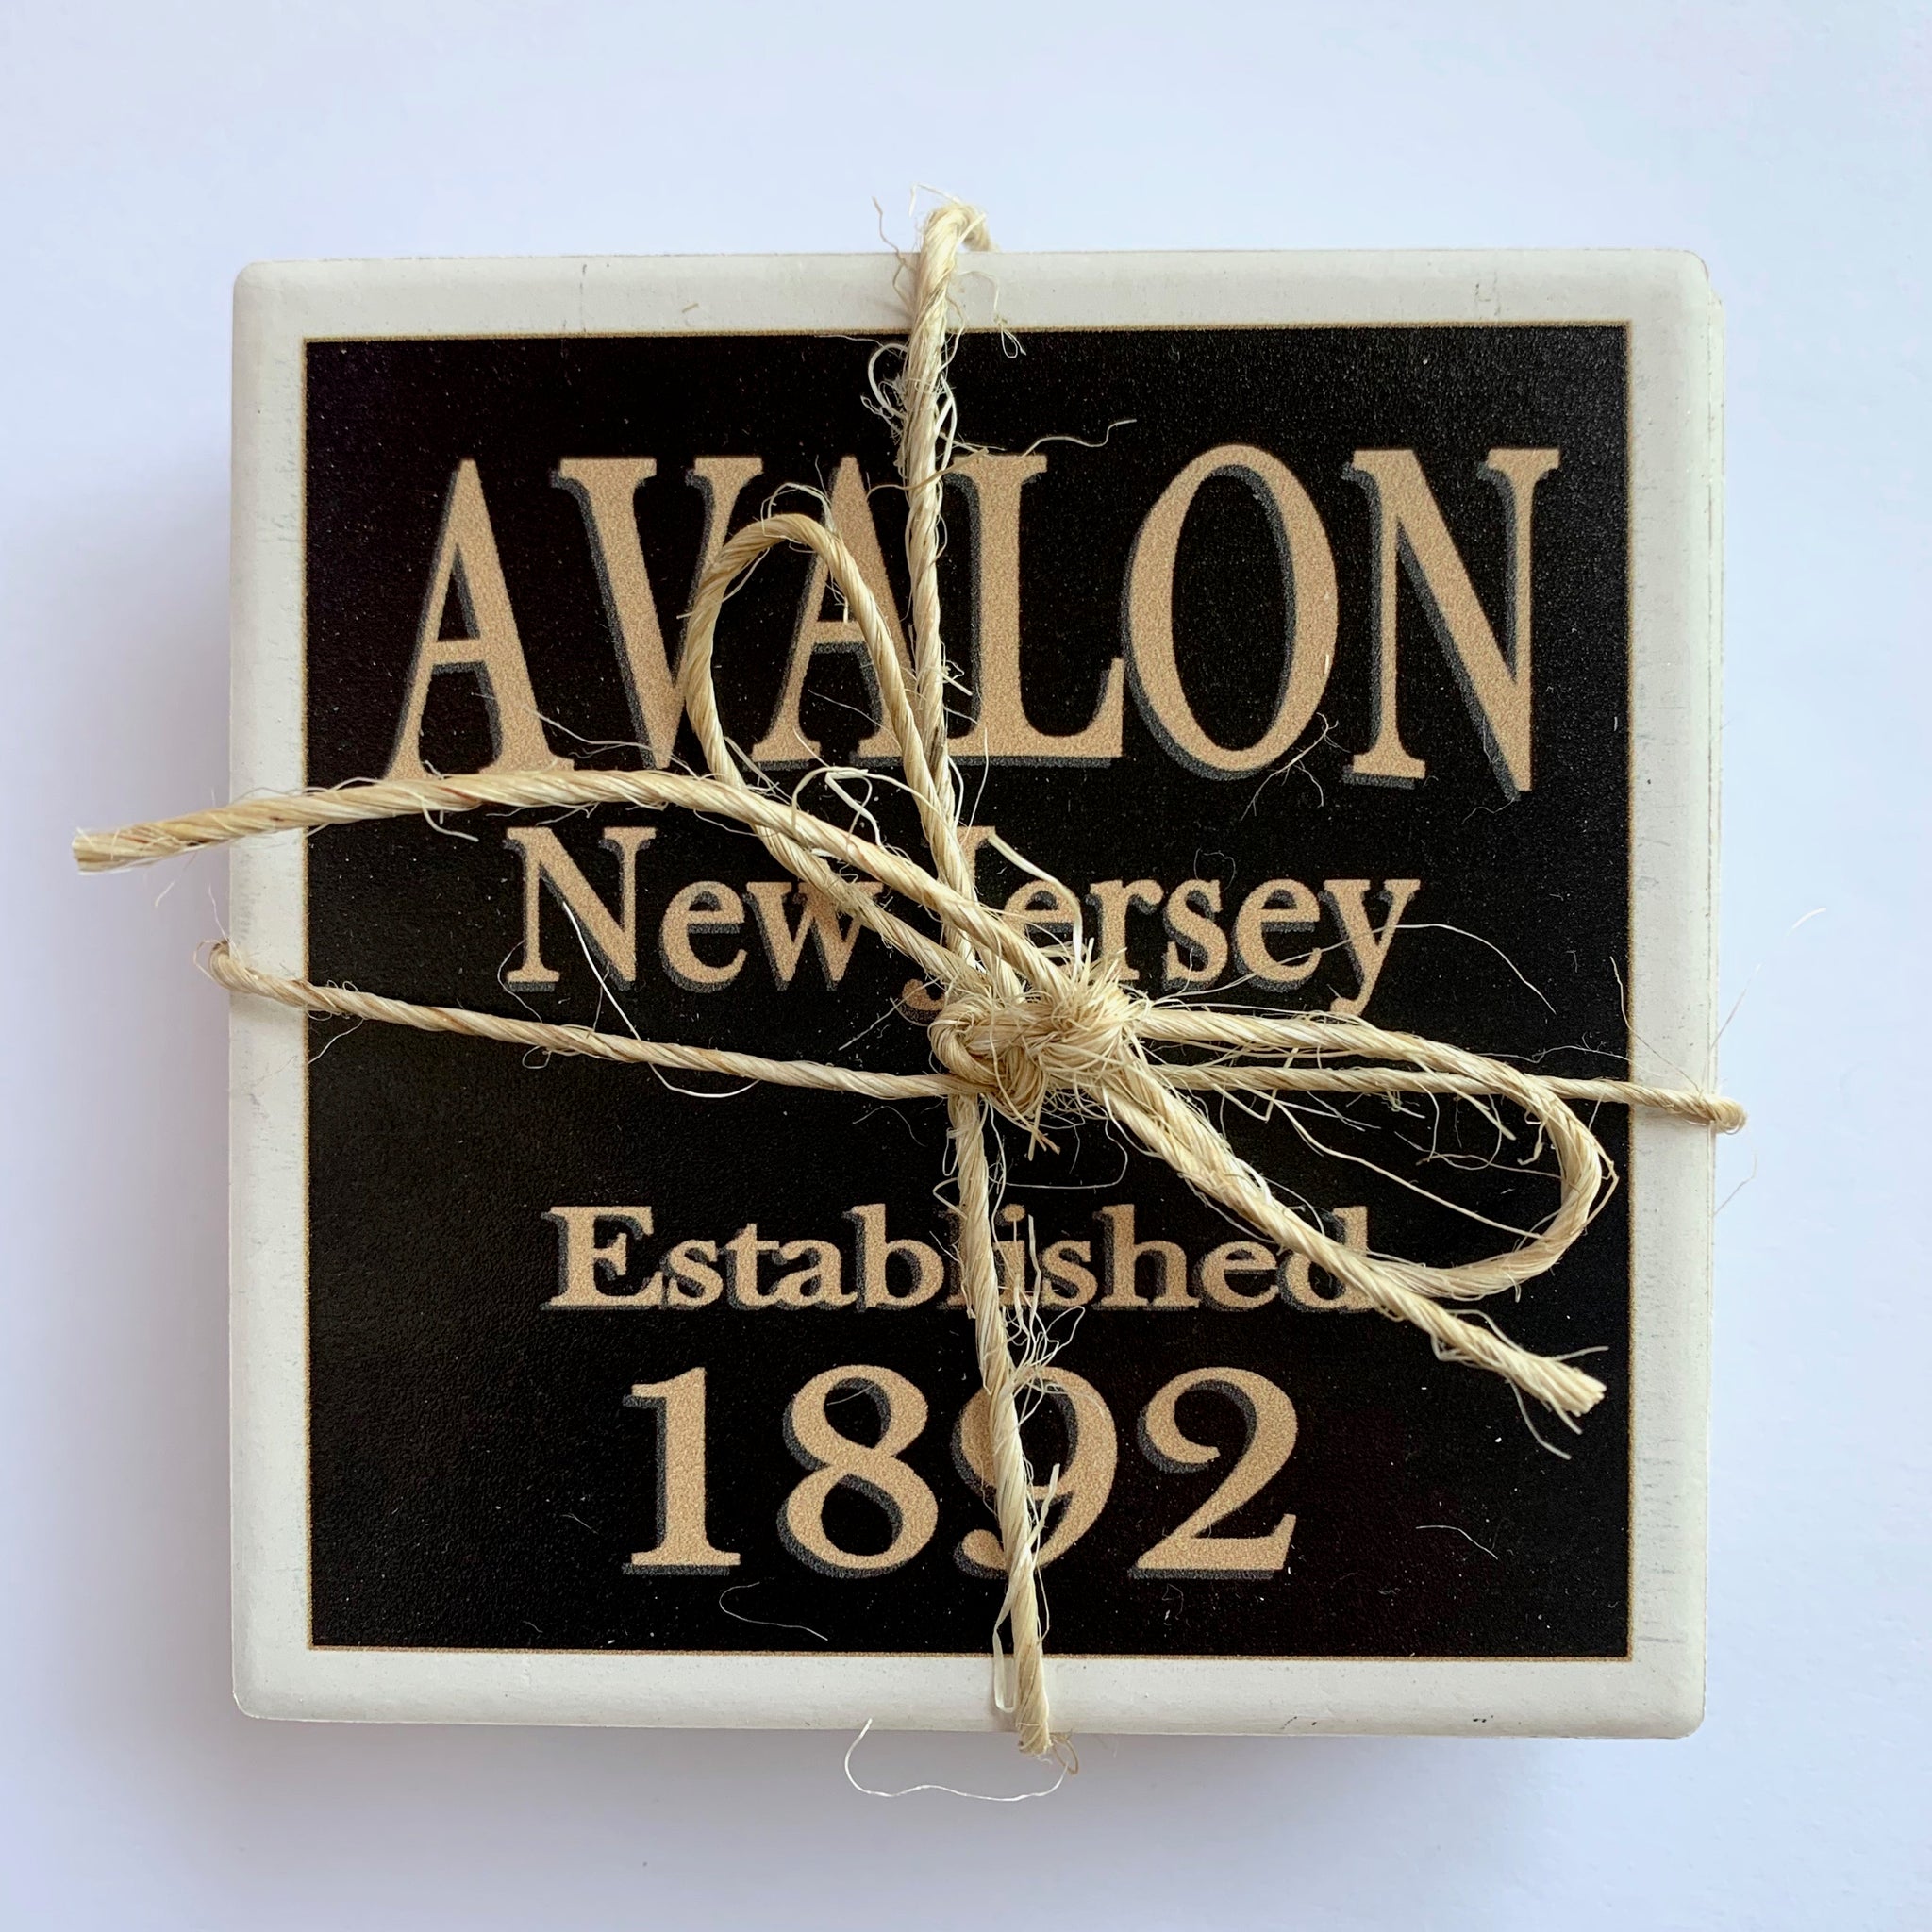 AVALON
New Jersey
Established
1892